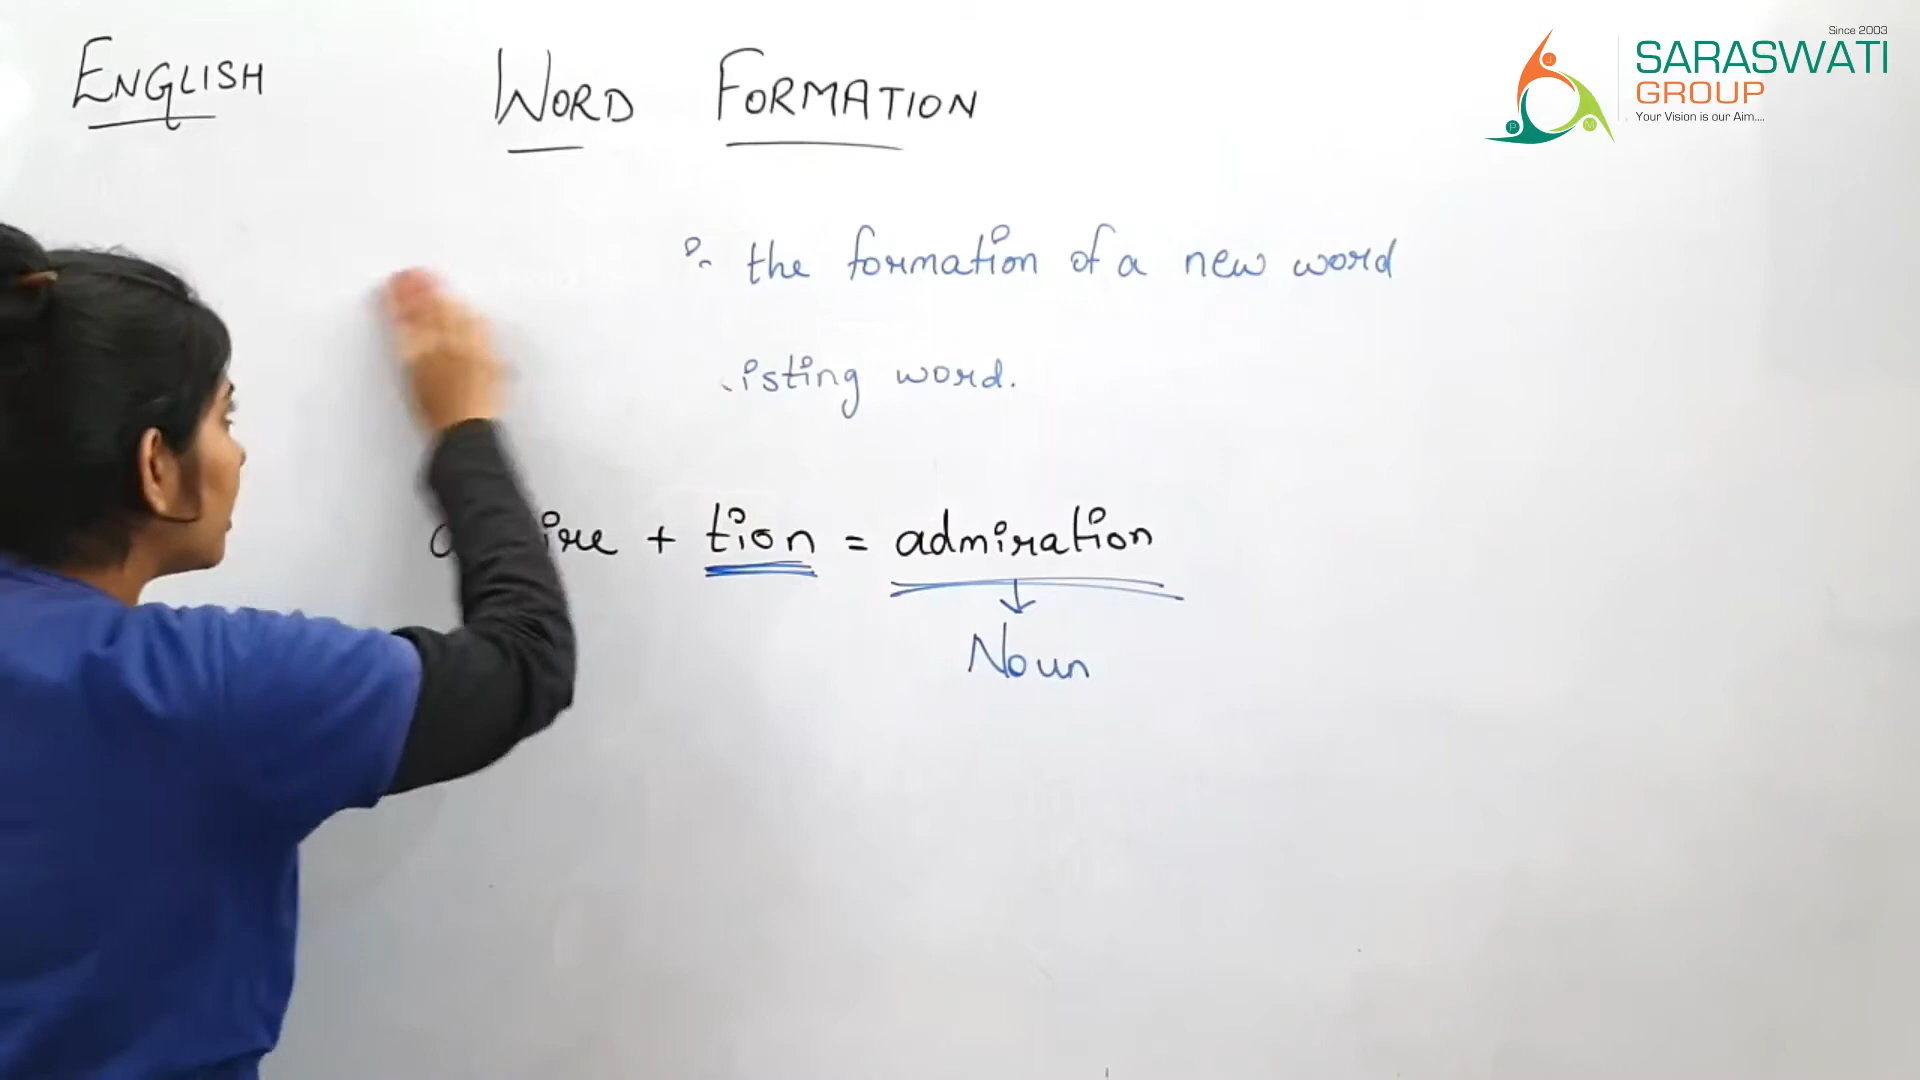 ENGLISH
WORD FORMATION
Since 2003
SARASWATI
GROUP
Your Vision is our Aim....
the formation of a new word
isting word.
ire + tion = admiration
Noun